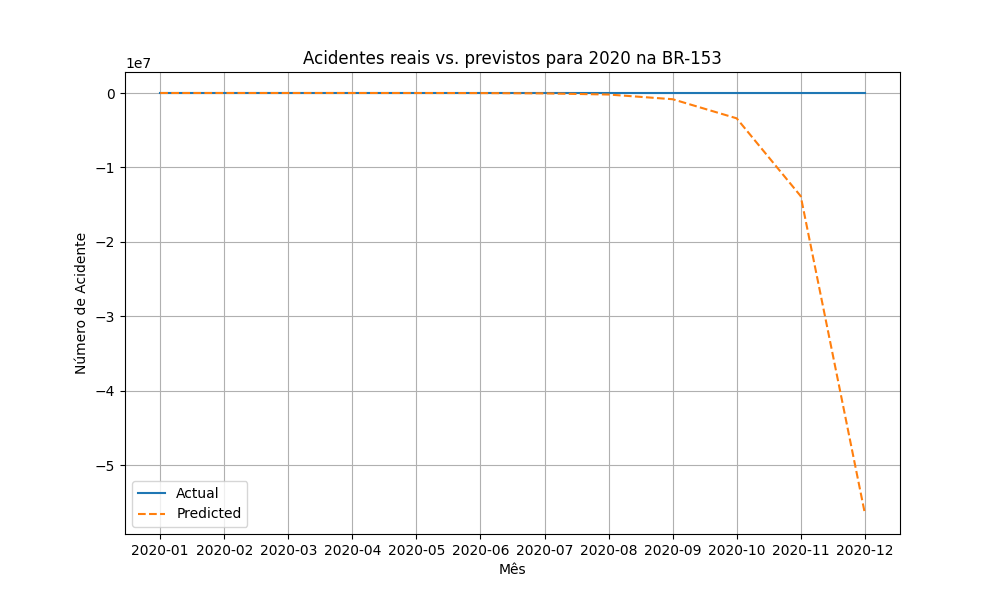 Acidentes reais vs. previstos para 2020 na BR-153
1e7
0
−1
−2
−3
−4
−5
Número de Acidente
Actual
Predicted
2020-01 2020-02 2020-03 2020-04 2020-05 2020-06 2020-07 2020-08 2020-09 2020-10 2020-11 2020-12
Mês